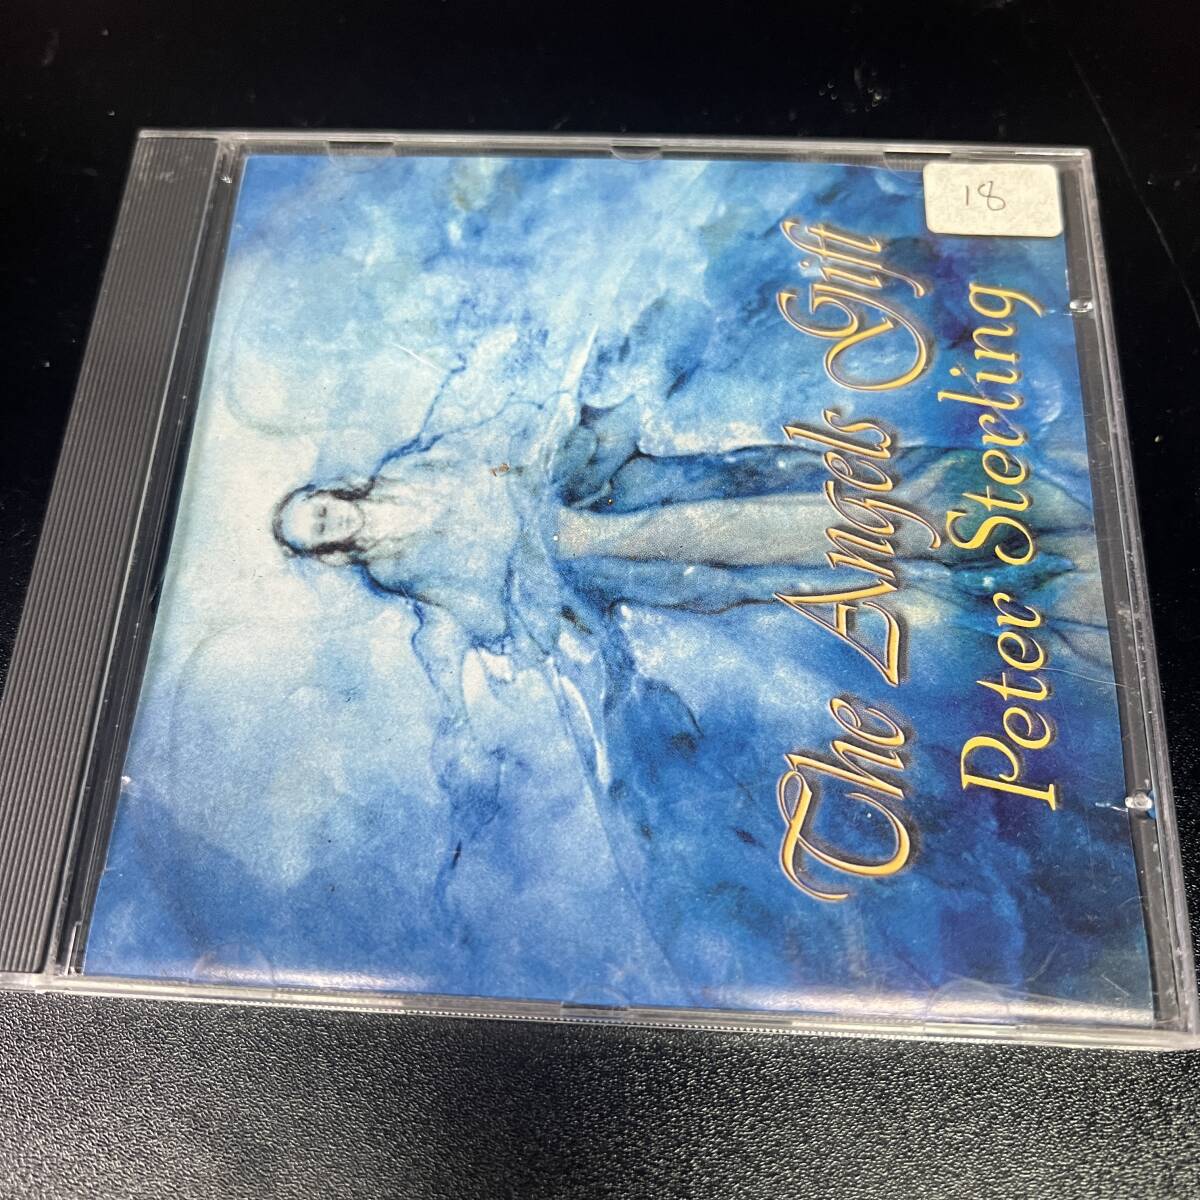 18
The Angels Gift
Peter Sterling